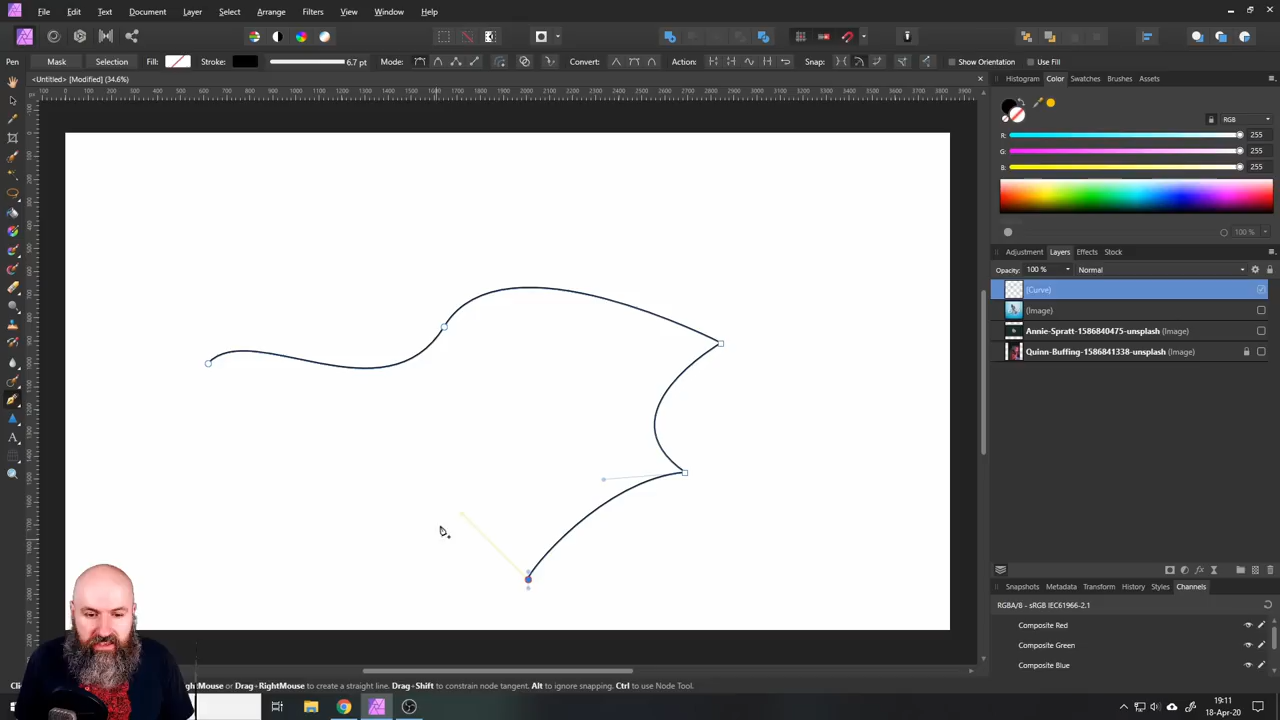 File Edit Text Document Layer Select Arrange Filters View Window Help
Pen Mask Selection Fill: Stroke: 6.7 pt Mode: Convert: Action: Snap: Show Orientation Use Fill
<Untitled> [Modified] (34.6%)
Histogram Color Swatches Brushes Assets
RGB
R: 255
G: 255
B: 255
100 %
Adjustment Layers Effects Stock
Opacity: 100 % Normal
(Curve)
(Image)
Annie-Spratt-1586840475-unsplash (Image)
Quinn-Buffing-1586841338-unsplash (Image)
Snapshots Metadata Transform History Styles Channels
RGBA/8 - sRGB IEC61966-2.1
Composite Red
Composite Green
Composite Blue
RightMouse or Drag+RightMouse to create a straight line. Drag+Shift to constrain node tangent. Alt to ignore snapping. Ctrl to use Node Tool.
19:11
18-Apr-20